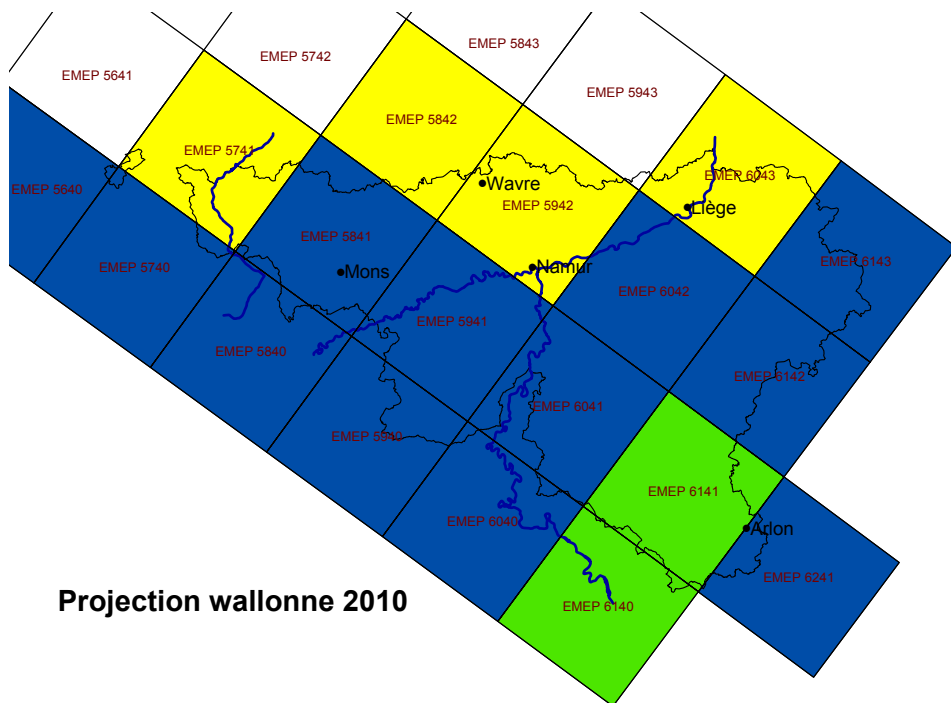 EMEP 5843
EMEP 5742
EMEP 5641
EMEP 5943
EMEP 5842
EMEP 5741
EMEP 6043
Wavre
EMEP 5640
EMEP 5942
Liège
EMEP 5841
EMEP 6143
EMEP 5740
Mons
Namur
EMEP 6042
EMEP 5941
EMEP 5840
EMEP 6142
EMEP 6041
EMEP 5940
EMEP 6141
EMEP 6040
Arlon
EMEP 6241
Projection wallonne 2010
EMEP 6140